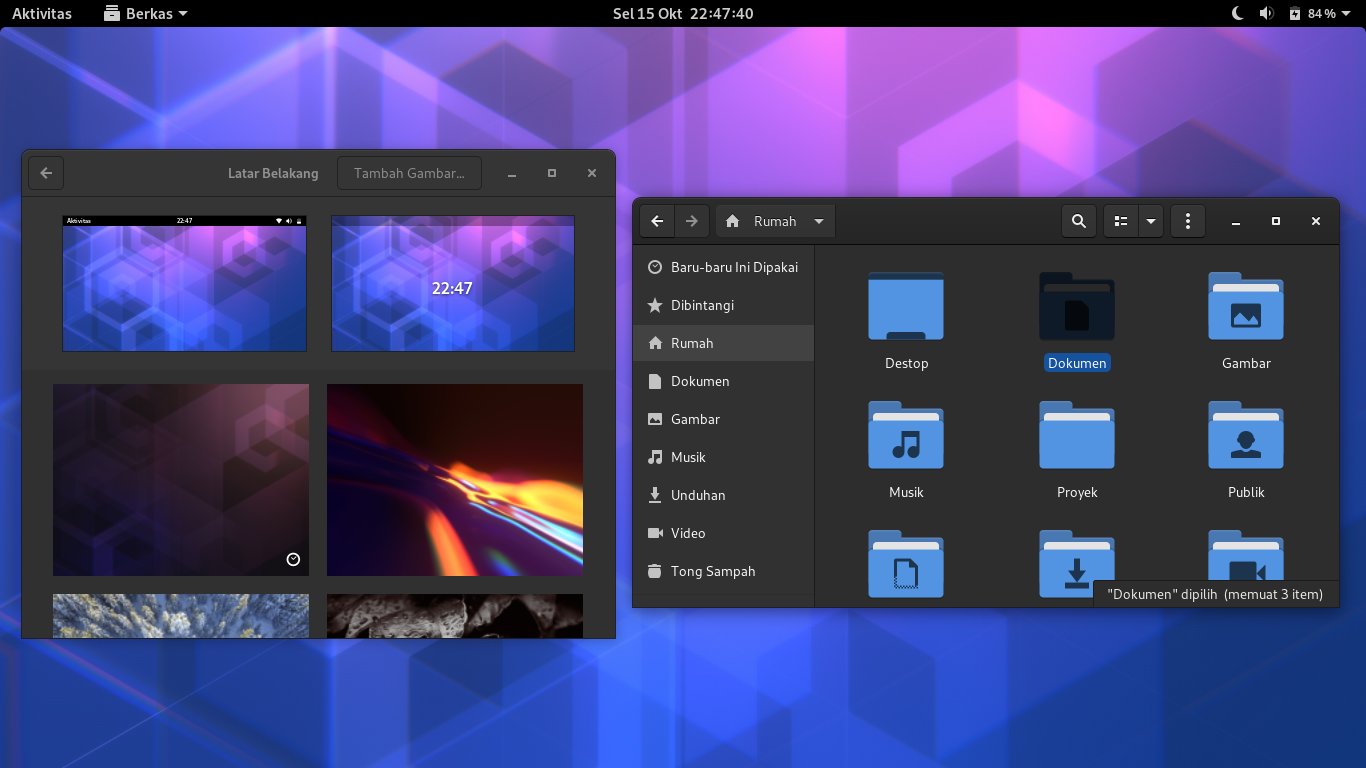 Aktivitas
Berkas
Sel 15 Okt 22:47:40
84 %
Latar Belakang
Tambah Gambar...
Aktivitas
22:47
22:47
Rumah
Baru-baru Ini Dipakai
Dibintangi
Rumah
Dokumen
Gambar
Musik
Unduhan
Video
Tong Sampah
Destop
Dokumen
Gambar
Musik
Proyek
Publik
"Dokumen" dipilih (memuat 3 item)